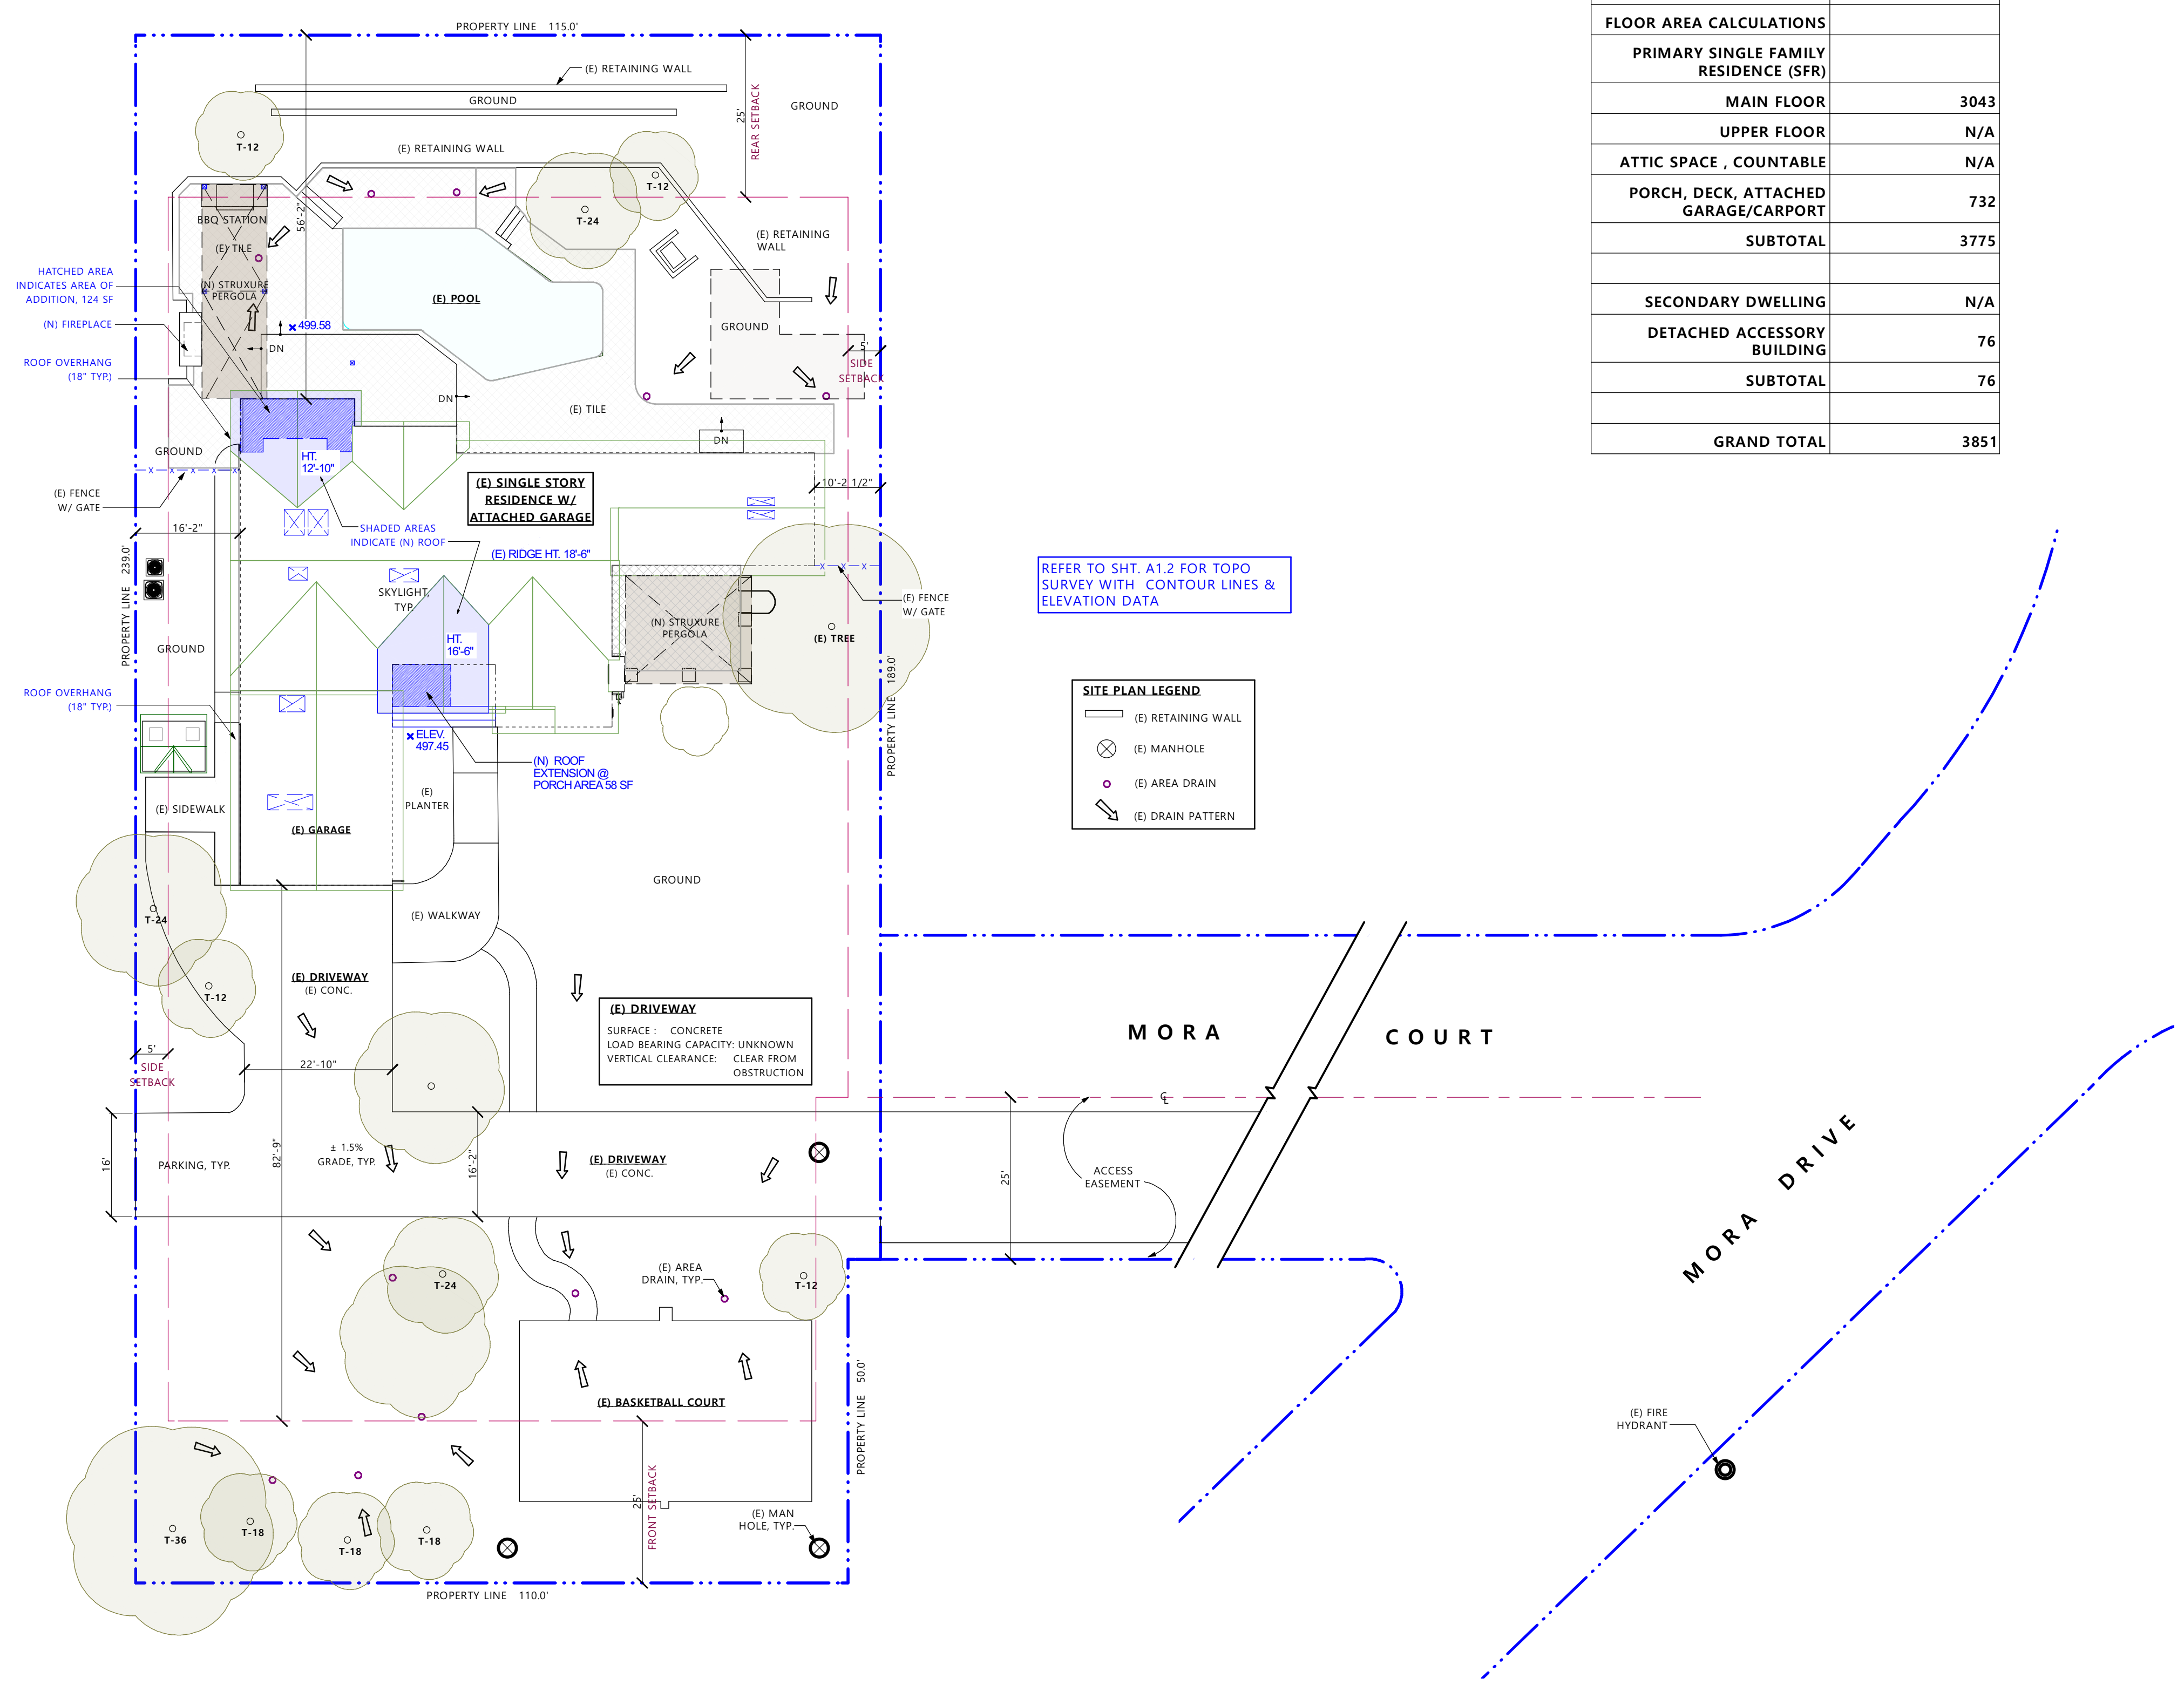 PROPERTY LINE 115.0'
(E) RETAINING WALL
GROUND
GROUND
25'
REAR SETBACK
T-12
(E) RETAINING WALL
T-12
T-24
56'-2"
BBQ STATION
(E) TILE
(E) RETAINING
WALL
HATCHED AREA
INDICATES AREA OF
ADDITION, 124 SF
(N) STRUXURE
PERGOLA
(E) POOL
(N) FIREPLACE
499.58
GROUND
DN
5'
SIDE
SETBACK
ROOF OVERHANG
(18" TYP.)
DN
(E) TILE
DN
GROUND
HT.
12'-10"
(E) SINGLE STORY
RESIDENCE W/
ATTACHED GARAGE
10'-2 1/2"
(E) FENCE
W/ GATE
16'-2"
SHADED AREAS
INDICATE (N) ROOF
(E) RIDGE HT. 18'-6"
PROPERTY LINE 239.0'
SKYLIGHT,
TYP.
(E) FENCE
W/ GATE
(N) STRUXURE
PERGOLA
(E) TREE
HT.
16'-6"
GROUND
PROPERTY LINE 189.0'
ROOF OVERHANG
(18" TYP.)
ELEV.
497.45
(N) ROOF
EXTENSION @
PORCH AREA 58 SF
(E)
PLANTER
(E) SIDEWALK
(E) GARAGE
GROUND
T-24
(E) WALKWAY
(E) DRIVEWAY
(E) CONC.
T-12
(E) DRIVEWAY
SURFACE : CONCRETE
LOAD BEARING CAPACITY: UNKNOWN
VERTICAL CLEARANCE: CLEAR FROM
OBSTRUCTION
5'
SIDE
SETBACK
22'-10"
16'
PARKING, TYP.
82'-9"
± 1.5%
GRADE, TYP.
16'-2"
(E) DRIVEWAY
(E) CONC.
T-24
(E) AREA
DRAIN, TYP.
T-12
(E) BASKETBALL COURT
PROPERTY LINE 50.0'
25'
FRONT SETBACK
(E) MAN
HOLE, TYP.
T-36
T-18
T-18
T-18
PROPERTY LINE 110.0'
FLOOR AREA CALCULATIONS
PRIMARY SINGLE FAMILY
RESIDENCE (SFR)
MAIN FLOOR 3043
UPPER FLOOR N/A
ATTIC SPACE , COUNTABLE N/A
PORCH, DECK, ATTACHED
GARAGE/CARPORT 732
SUBTOTAL 3775
SECONDARY DWELLING N/A
DETACHED ACCESSORY
BUILDING 76
SUBTOTAL 76
GRAND TOTAL 3851
REFER TO SHT. A1.2 FOR TOPO
SURVEY WITH CONTOUR LINES &
ELEVATION DATA
SITE PLAN LEGEND
(E) RETAINING WALL
(E) MANHOLE
(E) AREA DRAIN
(E) DRAIN PATTERN
MORA COURT
CL
25'
ACCESS
EASEMENT
MORA DRIVE
(E) FIRE
HYDRANT